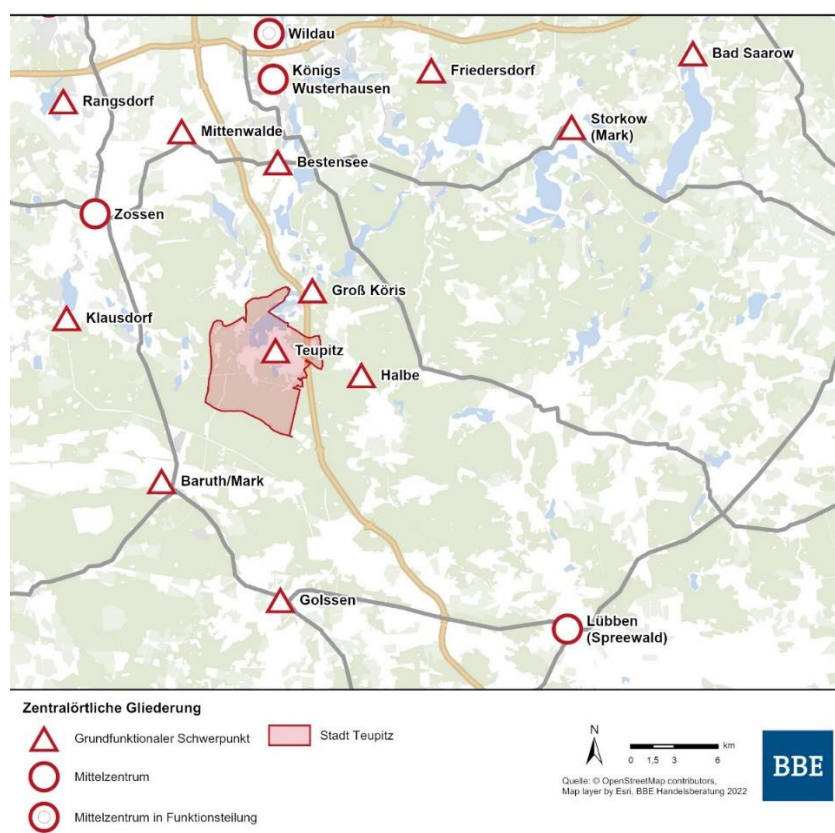 Wildau
Königs
Wusterhausen
Friedersdorf
Bad Saarow
Rangsdorf
Mittenwalde
Storkow
(Mark)
Bestensee
Zossen
Groß Köris
Klausdorf
Teupitz
Halbe
Baruth/Mark
Golssen
Lübben
(Spreewald)
Zentralörtliche Gliederung
Grundfunktionaler Schwerpunkt
Stadt Teupitz
Mittelzentrum
Mittelzentrum in Funktionsteilung
N
km
0 1,5 3 6
Quelle: © OpenStreetMap contributors,
Map layer by Esri, BBE Handelsberatung 2022
BBE